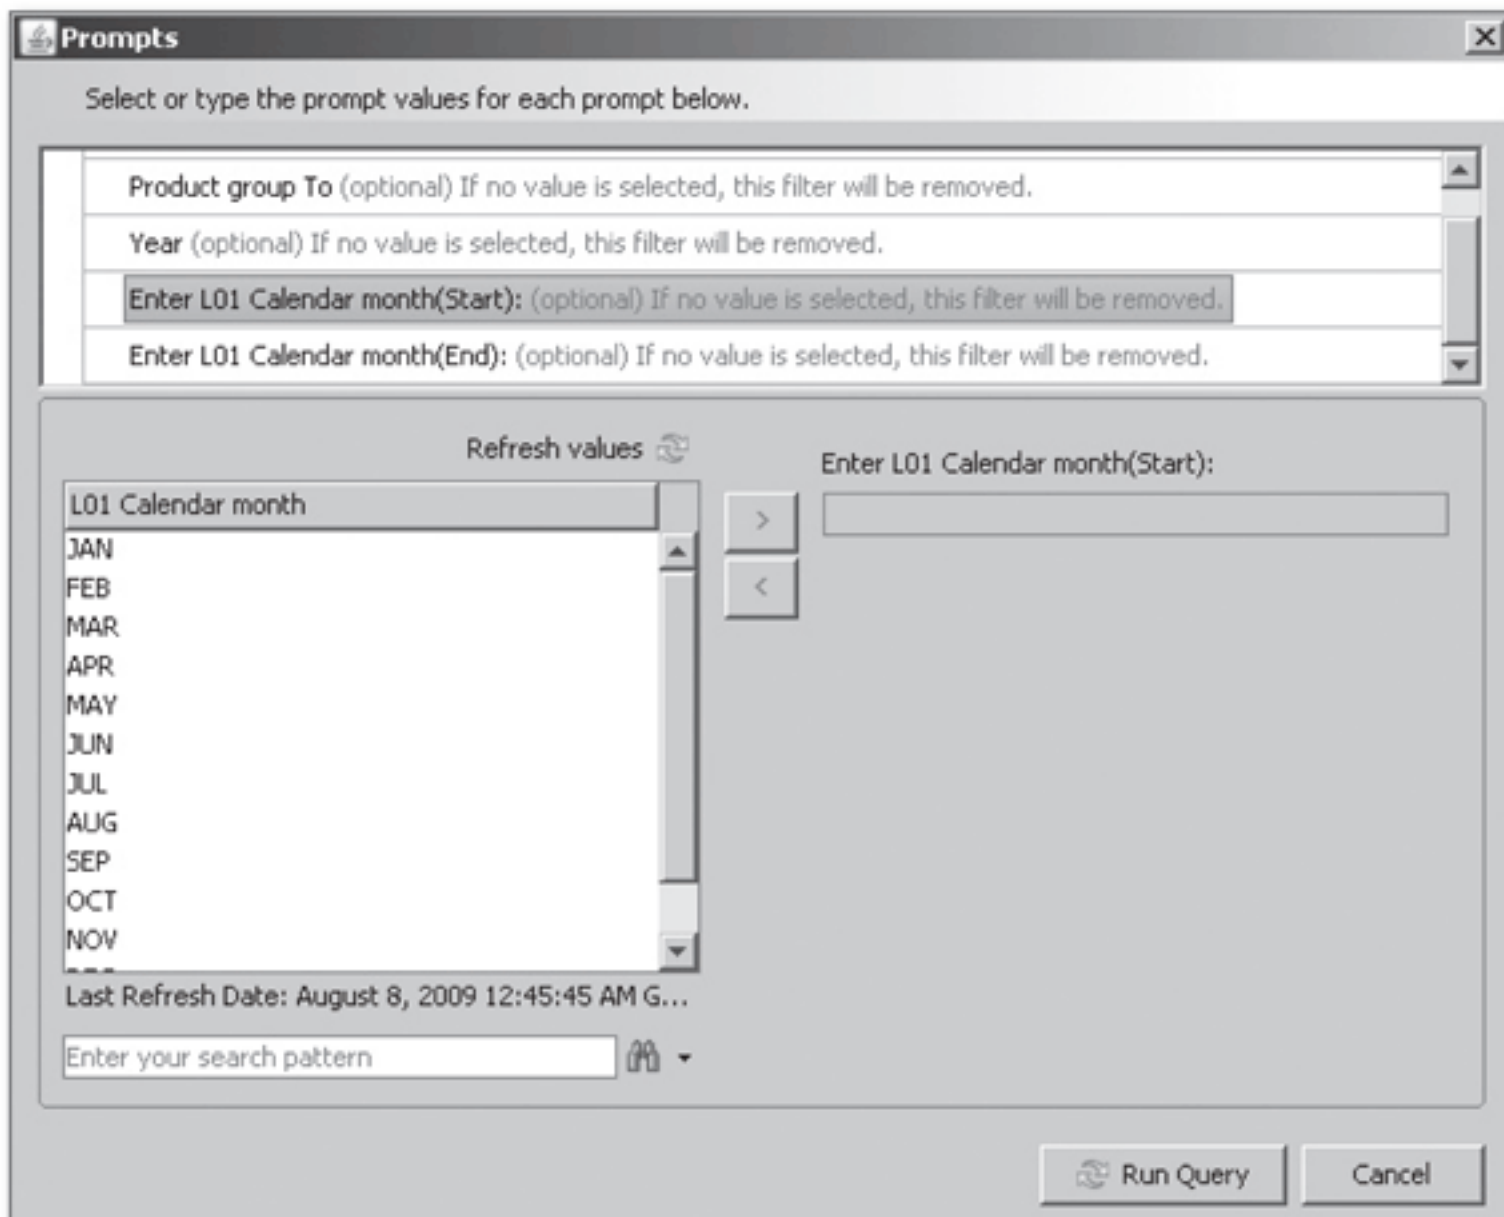 Prompts
Select or type the prompt values for each prompt below.
Product group To (optional) If no value is selected, this filter will be removed.
Year (optional) If no value is selected, this filter will be removed.
Enter L01 Calendar month(Start): (optional) If no value is selected, this filter will be removed.
Enter L01 Calendar month(End): (optional) If no value is selected, this filter will be removed.
Refresh values
Enter L01 Calendar month(Start):
L01 Calendar month
>
JAN
FEB
<
MAR
APR
MAY
JUN
JUL
AUG
SEP
OCT
NOV
Last Refresh Date: August 8, 2009 12:45:45 AM G...
Enter your search pattern
Run Query
Cancel